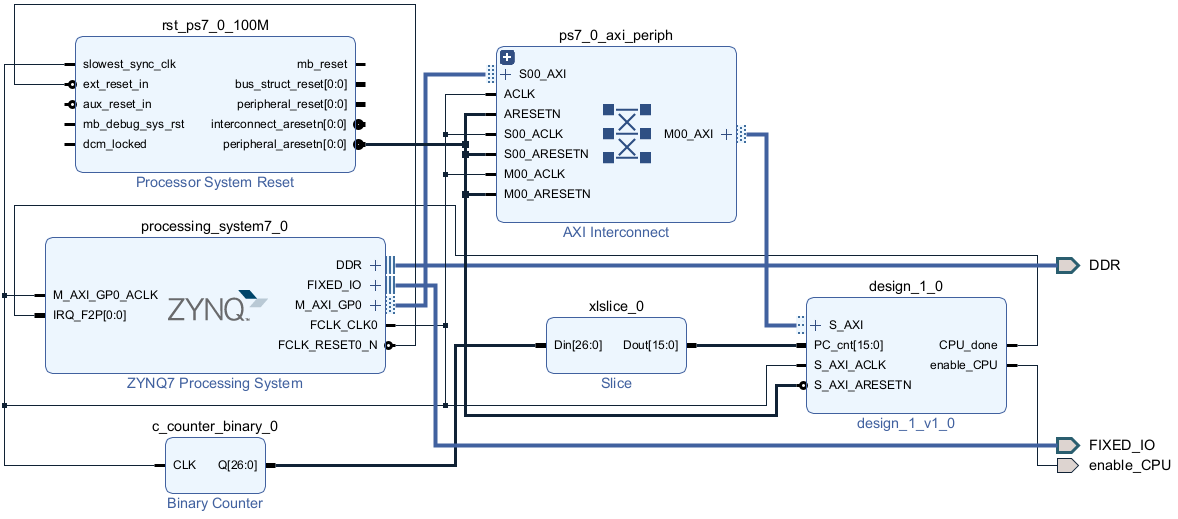 rst_ps7_0_100M
slowest_sync_clk
ext_reset_in
aux_reset_in
mb_debug_sys_rst
dcm_locked
mb_reset
bus_struct_reset[0:0]
peripheral_reset[0:0]
interconnect_aresetn[0:0]
peripheral_aresetn[0:0]
Processor System Reset
ps7_0_axi_periph
S00_AXI
ACLK
ARESETN
S00_ACLK
S00_ARESETN
M00_ACLK
M00_ARESETN
M00_AXI
AXI Interconnect
processing_system7_0
M_AXI_GP0_ACLK
IRQ_F2P[0:0]
ZYNQ
DDR
FIXED_IO
M_AXI_GP0
FCLK_CLK0
FCLK_RESET0_N
ZYNQ7 Processing System
xlslice_0
Din[26:0]
Dout[15:0]
Slice
design_1_0
S_AXI
PC_cnt[15:0]
S_AXI_ACLK
S_AXI_ARESETN
CPU_done
enable_CPU
design_1_v1_0
c_counter_binary_0
CLK
Q[26:0]
Binary Counter
DDR
FIXED_IO
enable_CPU